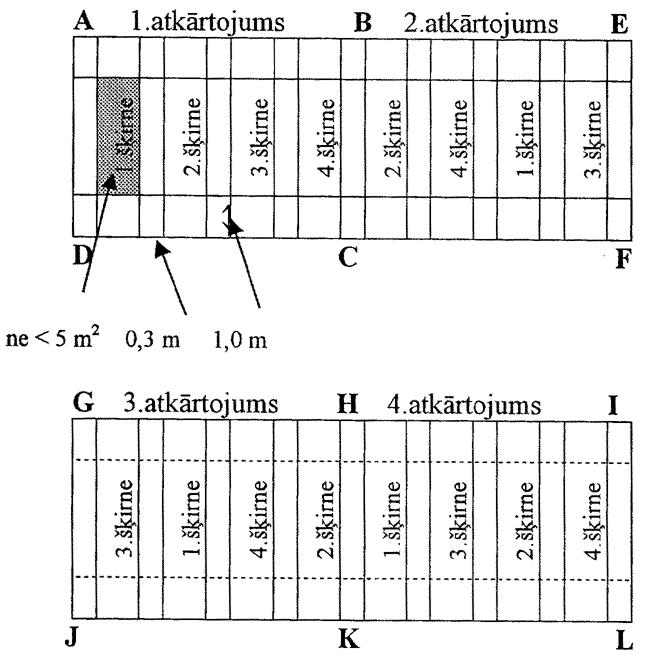 A 1.atkārtojums B 2.atkārtojums E
1.šķirne 2.šķirne 3.šķirne 4.šķirne 2.šķirne 4.šķirne 1.šķirne 3.šķirne
D C F
ne < 5 m² 0,3 m 1,0 m
G 3.atkārtojums H 4.atkārtojums I
3.šķirne 1.šķirne 4.šķirne 2.šķirne 1.šķirne 3.šķirne 2.šķirne 4.šķirne
J K L